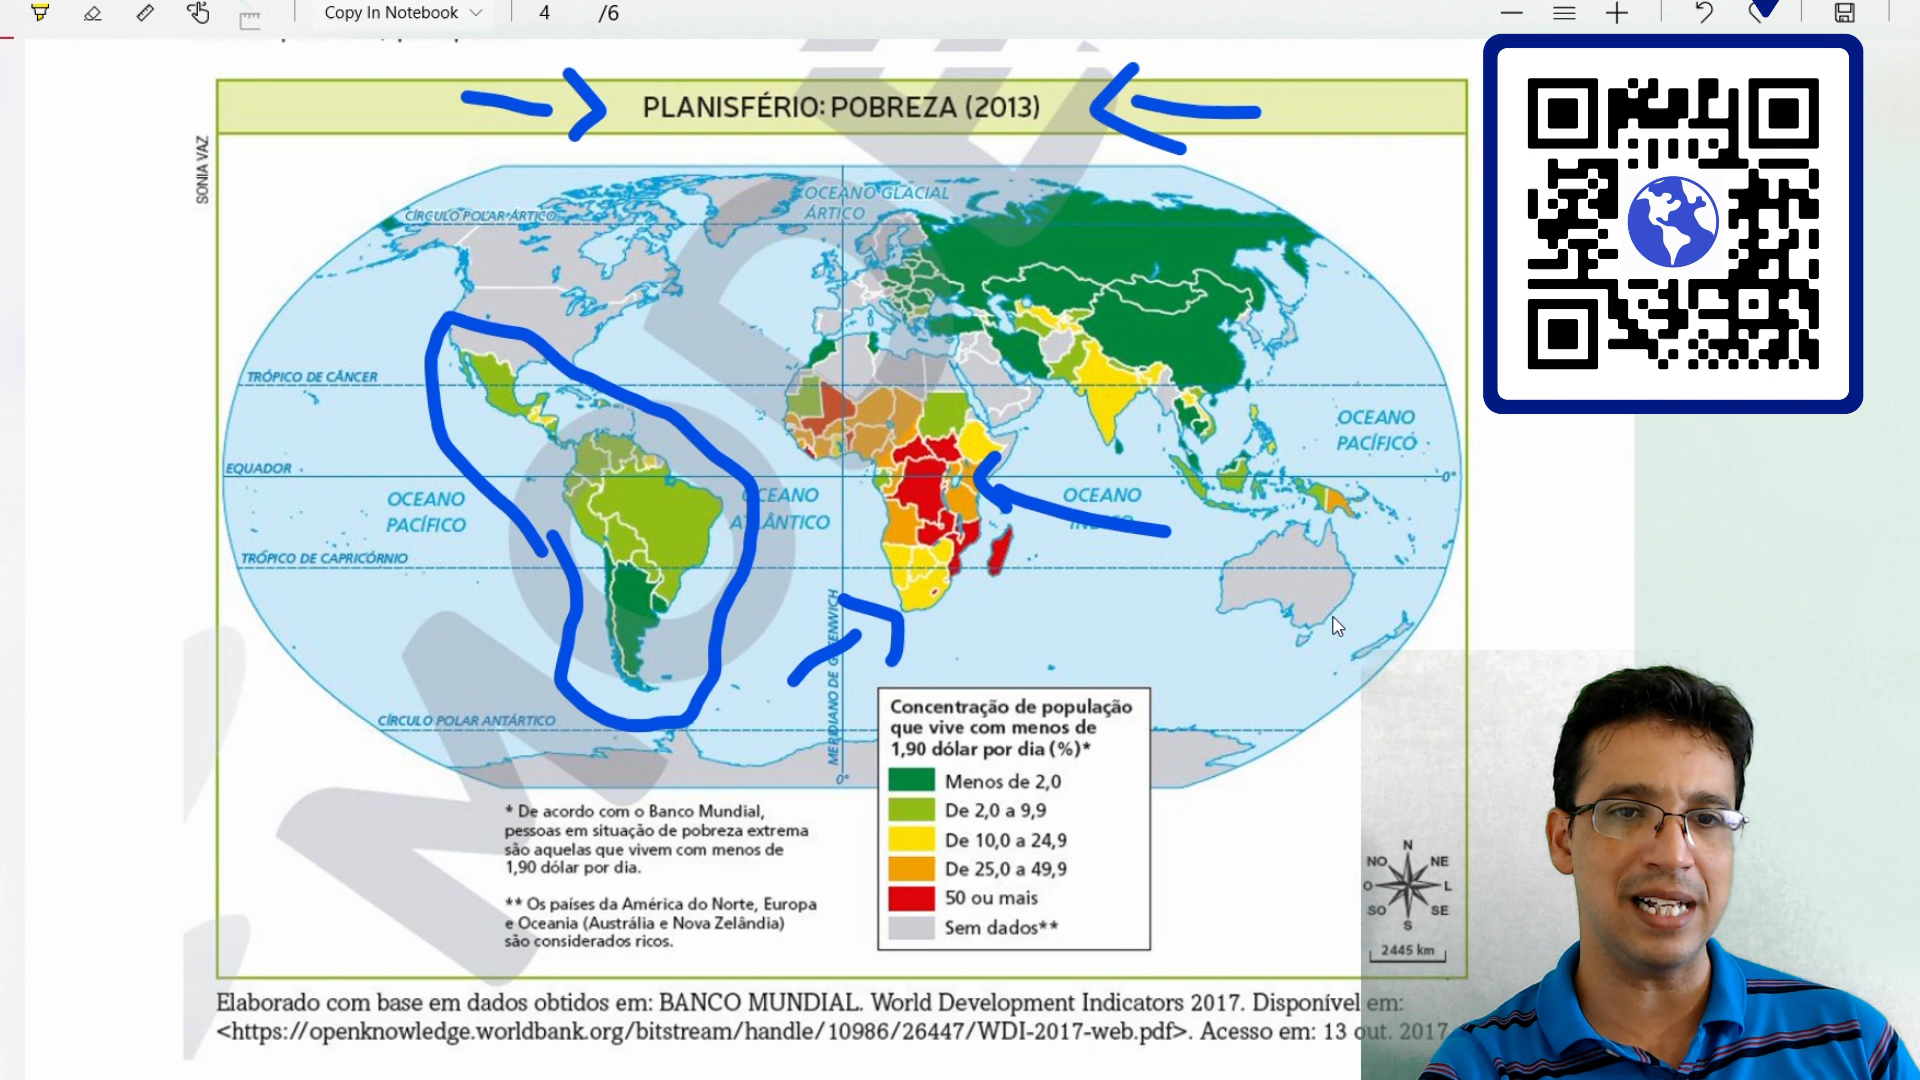 Copy In Notebook
4
/6
PLANISFÉRIO: POBREZA (2013)
SONIA VAZ
OCEANO GLACIAL
ÁRTICO
CÍRCULO POLAR ÁRTICO
TRÓPICO DE CÂNCER
OCEANO
PACÍFICO
EQUADOR
0°
OCEANO
PACÍFICO
OCEANO
ATLÂNTICO
OCEANO
ÍNDICO
TRÓPICO DE CAPRICÓRNIO
MERIDIANO DE GREENWICH
CÍRCULO POLAR ANTÁRTICO
0°
Concentração de população
que vive com menos de
1,90 dólar por dia (%)*
Menos de 2,0
De 2,0 a 9,9
De 10,0 a 24,9
De 25,0 a 49,9
50 ou mais
Sem dados**
* De acordo com o Banco Mundial,
pessoas em situação de pobreza extrema
são aquelas que vivem com menos de
1,90 dólar por dia.
** Os países da América do Norte, Europa
e Oceania (Austrália e Nova Zelândia)
são considerados ricos.
N
NO NE
O L
SO SE
S
2445 km
Elaborado com base em dados obtidos em: BANCO MUNDIAL. World Development Indicators 2017. Disponível em:
<https://openknowledge.worldbank.org/bitstream/handle/10986/26447/WDI-2017-web.pdf>. Acesso em: 13 out. 2017